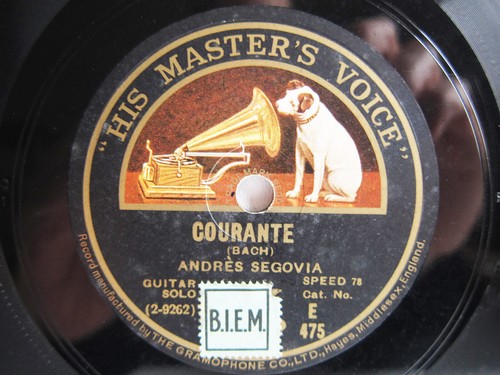 "HIS MASTER'S VOICE"
MARK
COURANTE
(BACH)
ANDRÈS SEGOVIA
GUITAR SPEED 78
SOLO Cat. No.
(2-9262) E
B.I.E.M. 475
Record manufactured by THE GRAMOPHONE CO., LTD., Hayes, Middlesex, England.